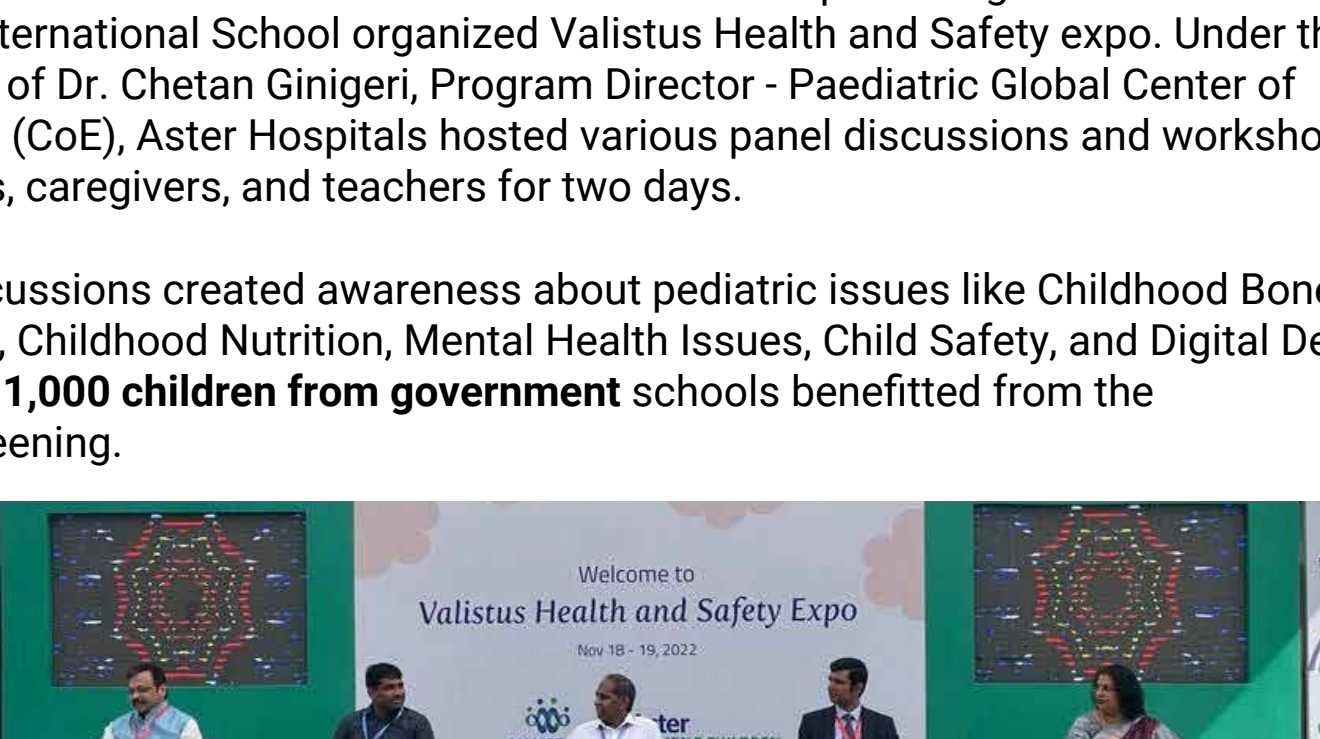 ternational School organized Valistus Health and Safety expo. Under th
of Dr. Chetan Ginigeri, Program Director - Paediatric Global Center of
(CoE), Aster Hospitals hosted various panel discussions and worksho
s, caregivers, and teachers for two days.
cussions created awareness about pediatric issues like Childhood Bone
, Childhood Nutrition, Mental Health Issues, Child Safety, and Digital De
1,000 children from government schools benefitted from the
eening.
Welcome to
Valistus Health and Safety Expo
Nov 18 - 19, 2022
ster